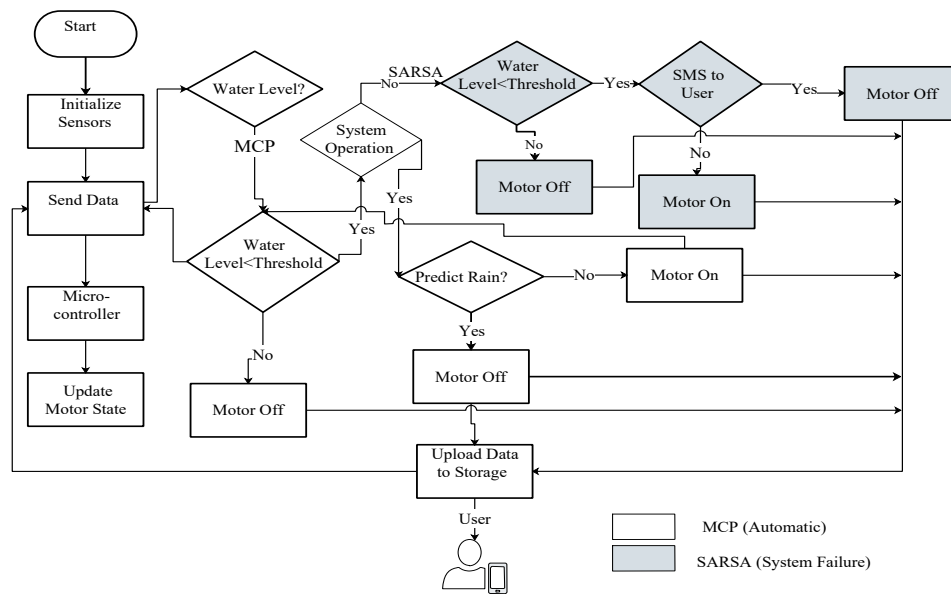 Start
Initialize
Sensors
Send Data
Micro-
controller
Update
Motor State
Water Level?
MCP
Water
Level<Threshold
No
Motor Off
Yes
System
Operation
No
SARSA
Yes
Water
Level<Threshold
Yes
No
Motor Off
SMS to
User
Yes
Motor Off
No
Motor On
Predict Rain?
No
Motor On
Yes
Motor Off
Upload Data
to Storage
User
MCP (Automatic)
SARSA (System Failure)